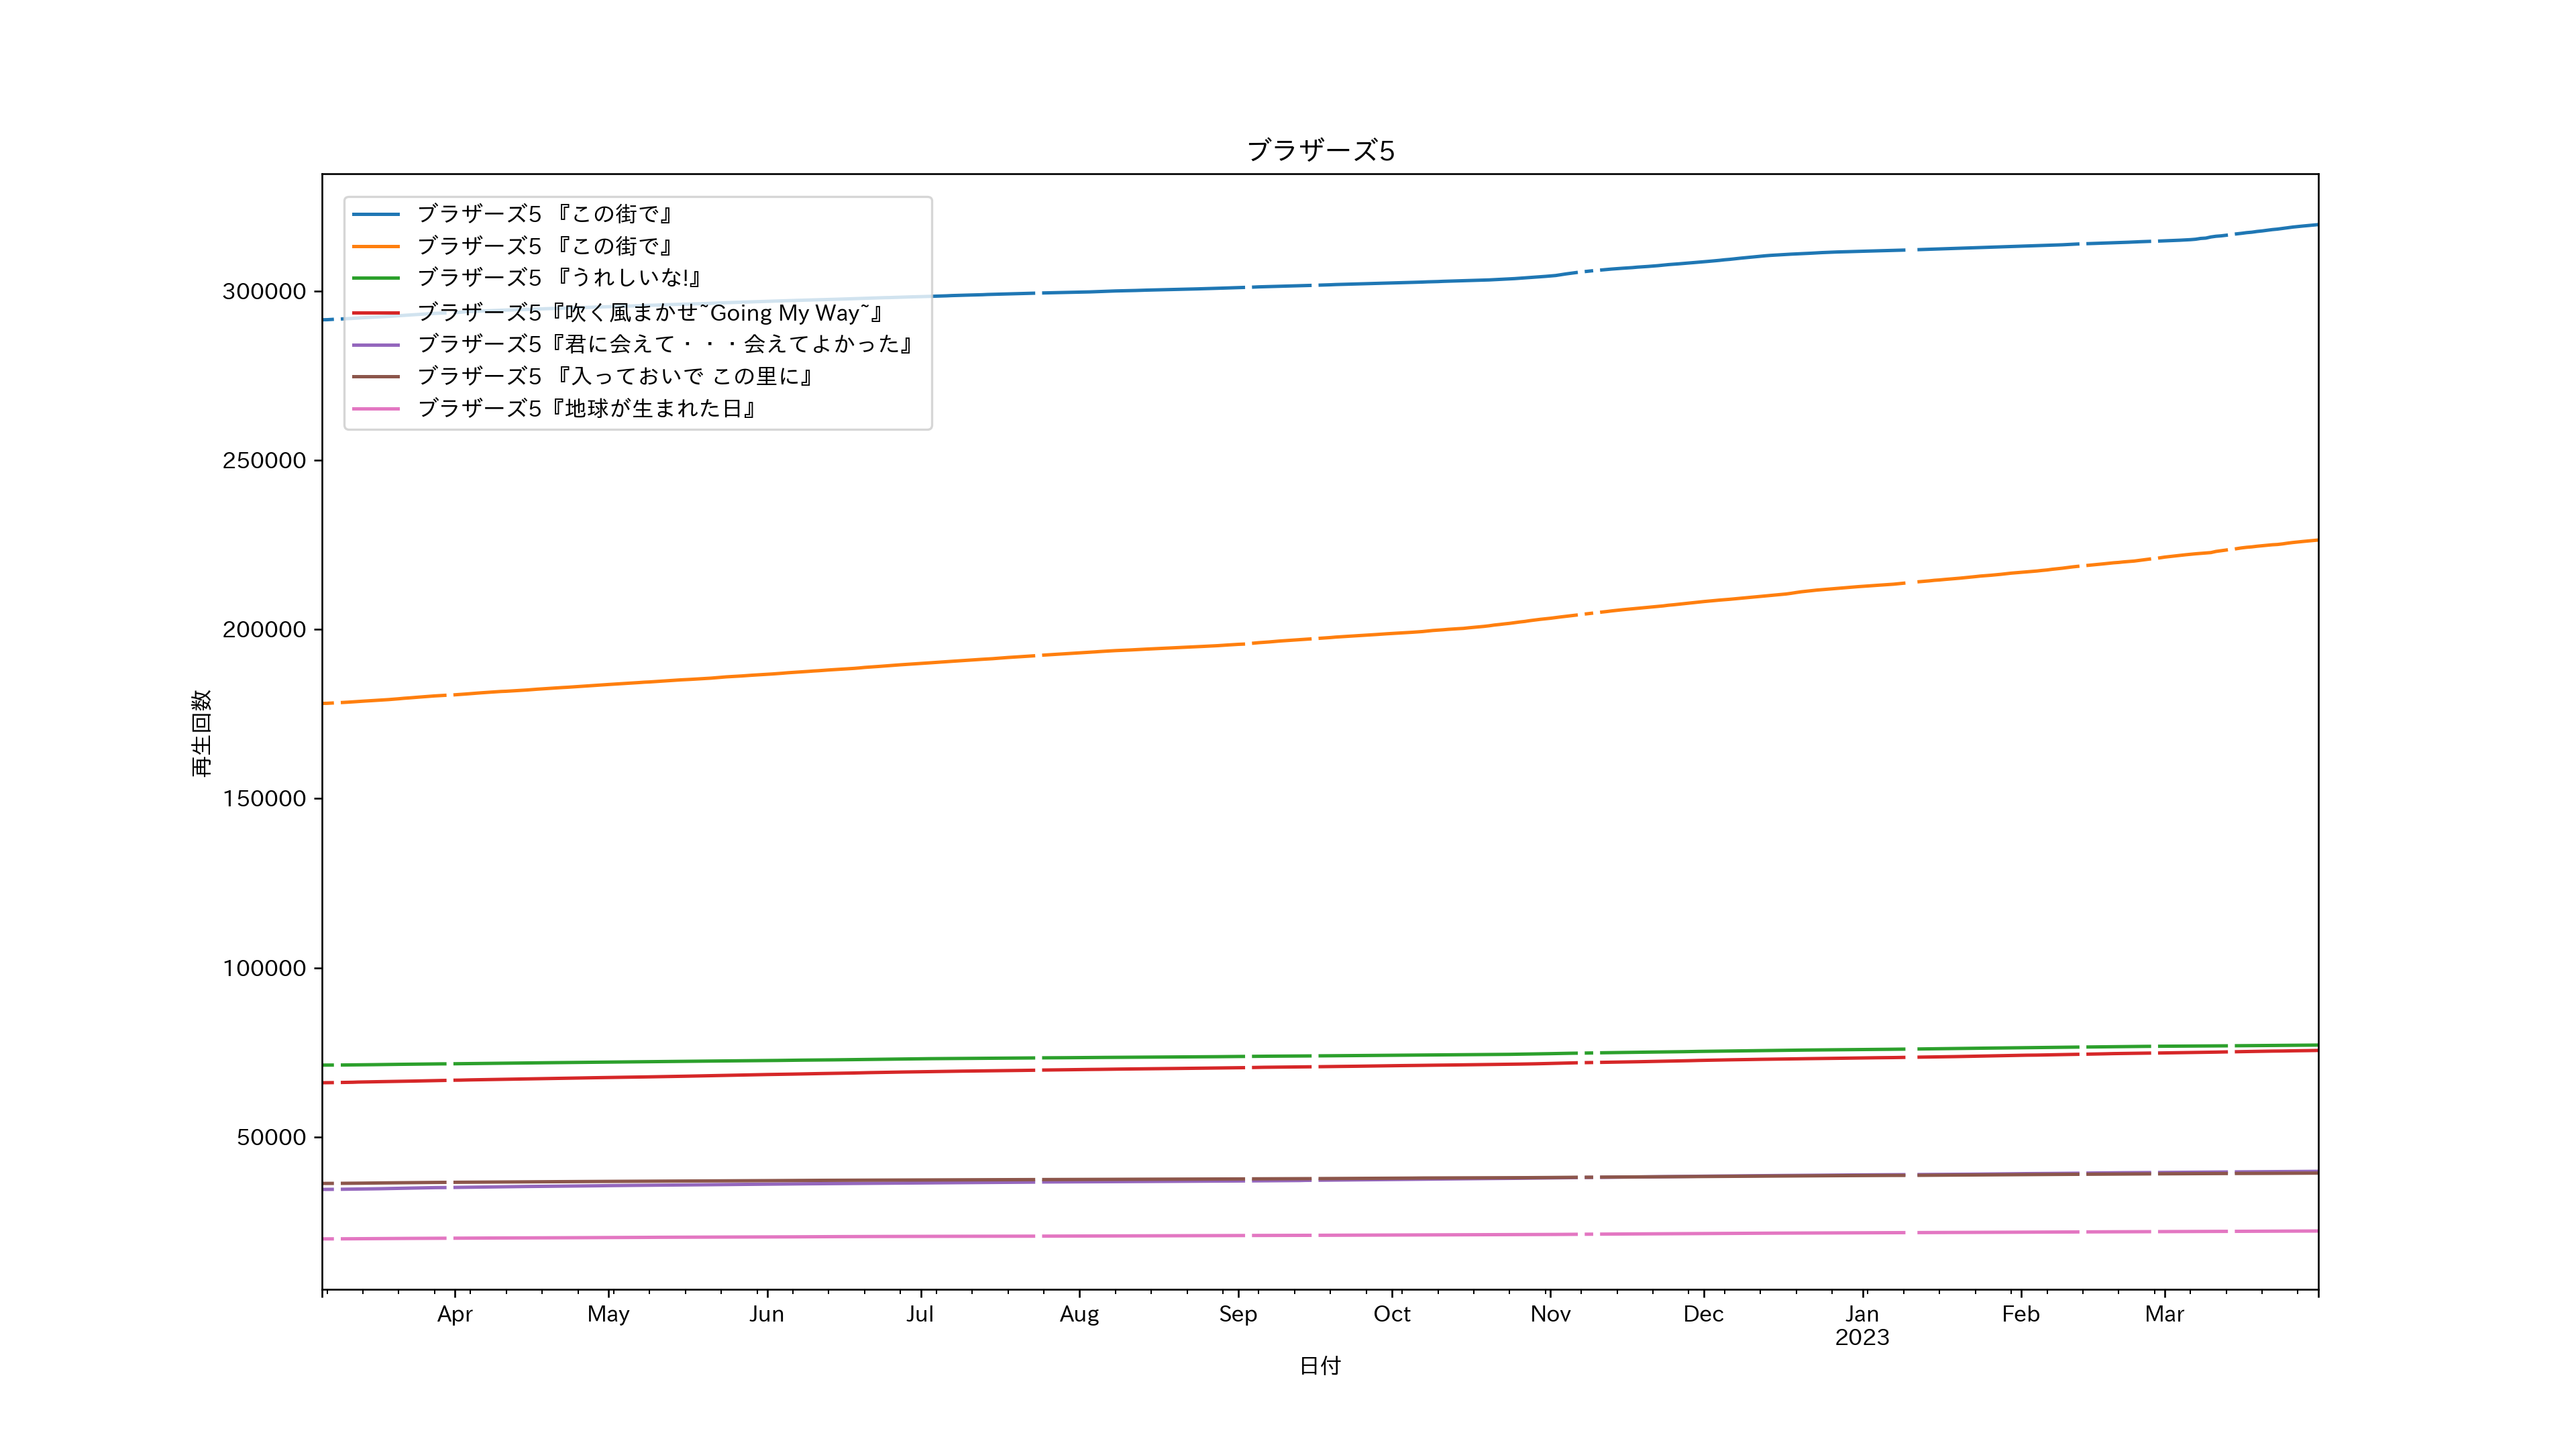 ブラザーズ5
ブラザーズ5 『この街で』
ブラザーズ5 『この街で』
ブラザーズ5 『うれしいな!』
ブラザーズ5『吹く風まかせ~Going My Way~』
ブラザーズ5『君に会えて・・・会えてよかった』
ブラザーズ5 『入っておいで この里に』
ブラザーズ5『地球が生まれた日』
300000
250000
200000
150000
100000
50000
再生回数
Apr May Jun Jul Aug Sep Oct Nov Dec Jan Feb Mar
2023
日付